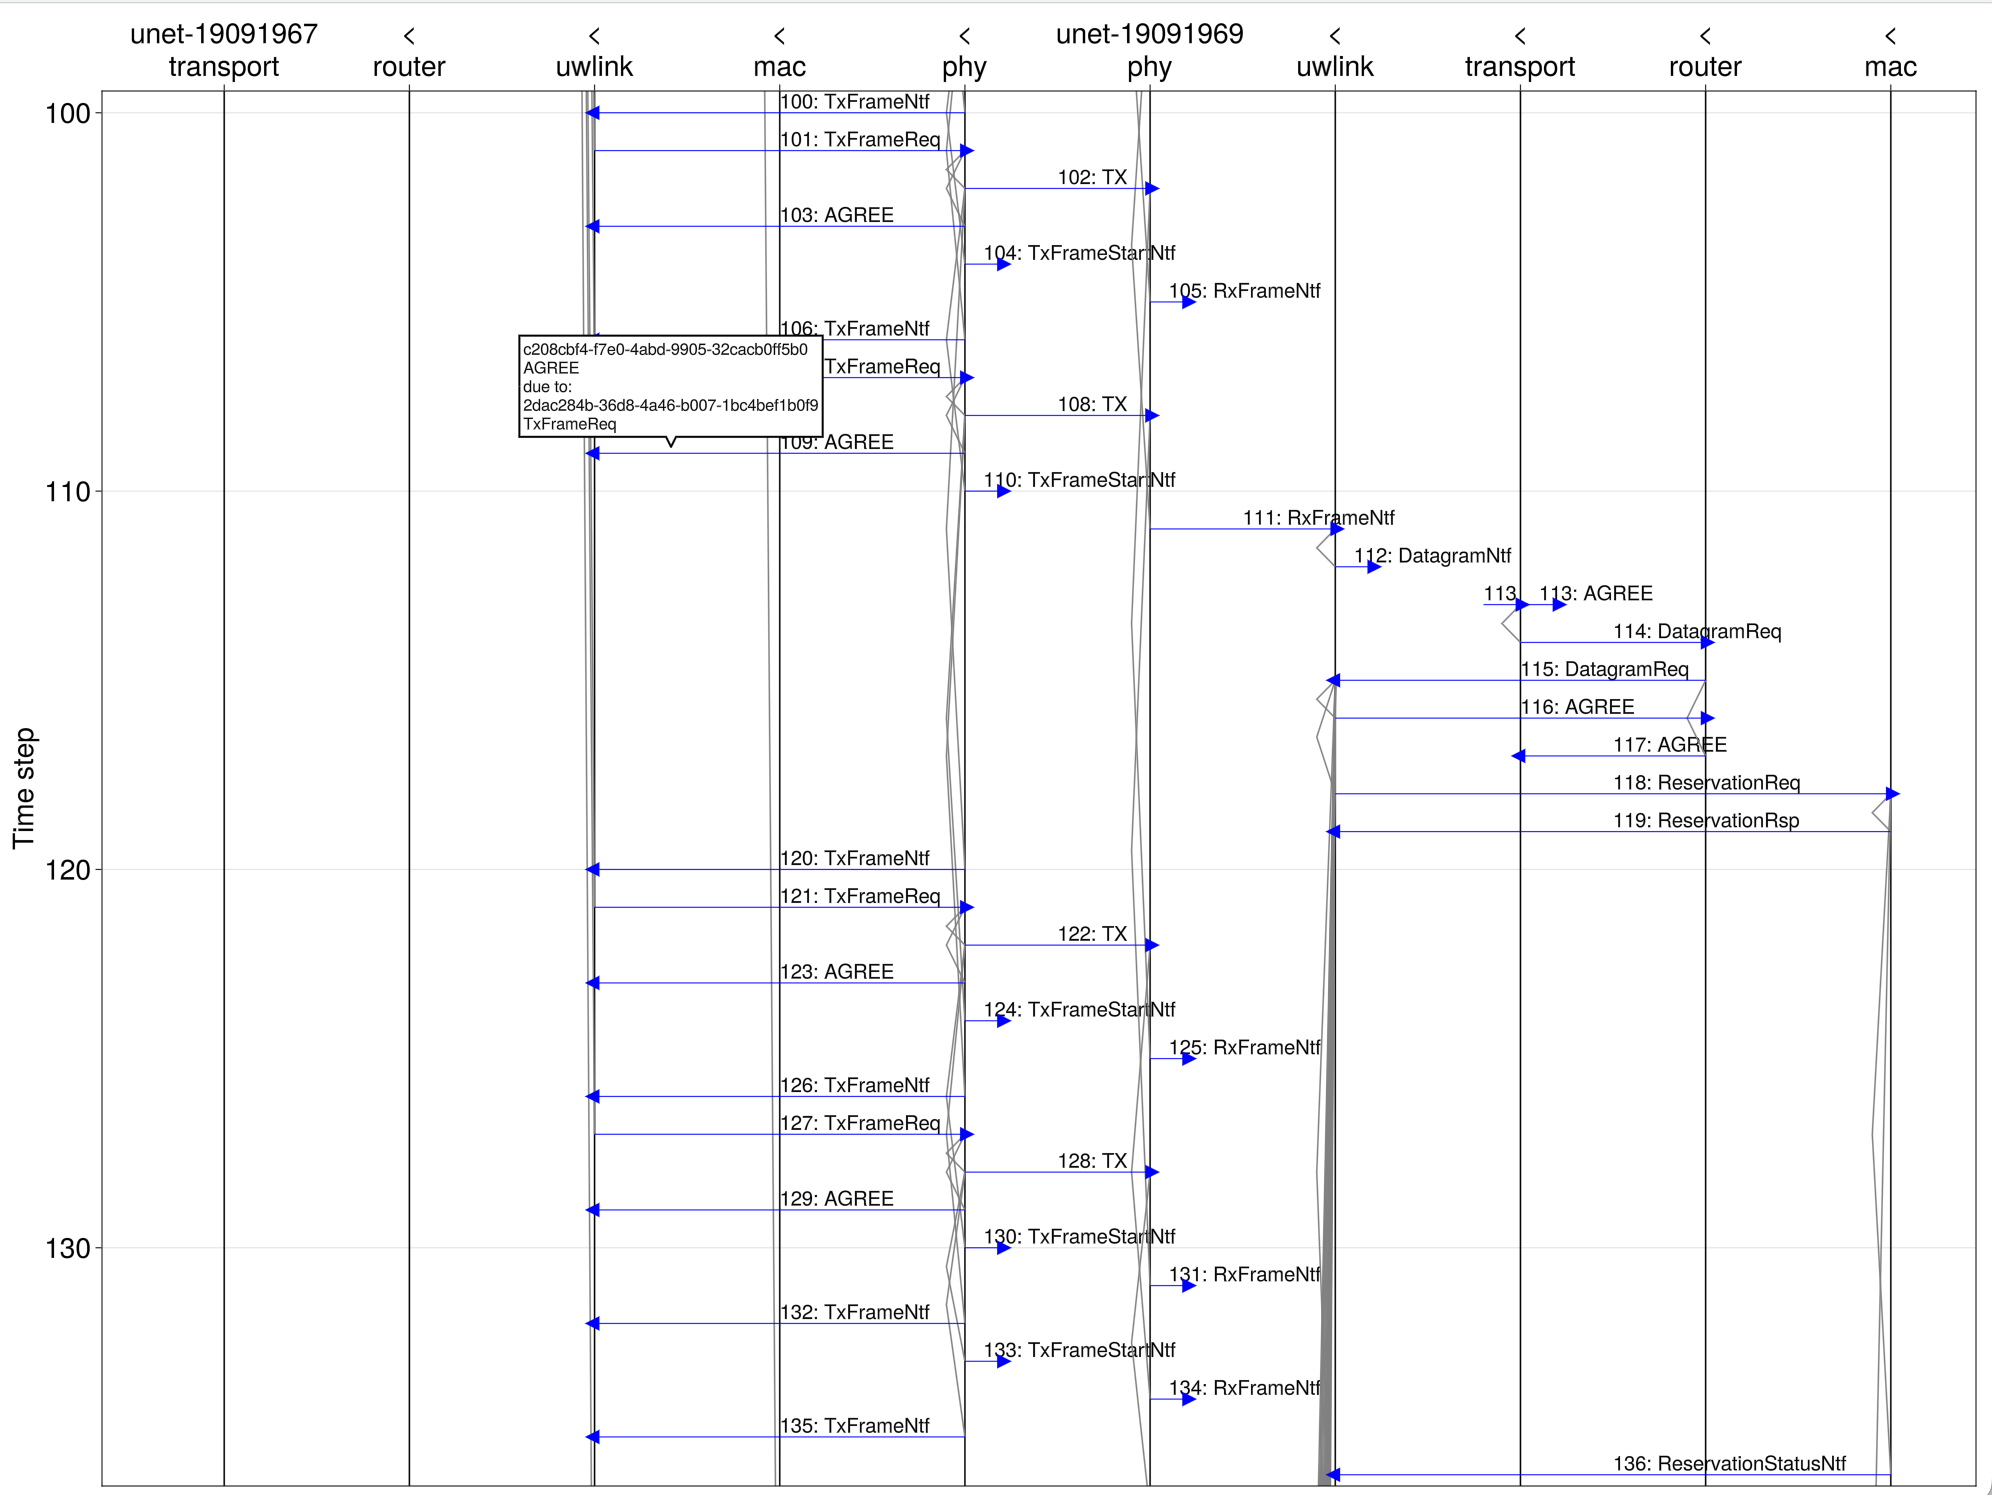 unet-19091967 < < < < unet-19091969 < < < <
transport router uwlink mac phy phy uwlink transport router mac
100
100: TxFrameNtf
101: TxFrameReq
102: TX
103: AGREE
104: TxFrameStartNtf
105: RxFrameNtf
106: TxFrameNtf
c208cbf4-f7e0-4abd-9905-32cacb0ff5b0
AGREE
due to:
2dac284b-36d8-4a46-b007-1bc4bef1b0f9
TxFrameReq
TxFrameReq
108: TX
109: AGREE
110
110: TxFrameStartNtf
111: RxFrameNtf
112: DatagramNtf
113 113: AGREE
114: DatagramReq
115: DatagramReq
116: AGREE
117: AGREE
118: ReservationReq
119: ReservationRsp
Time step
120
120: TxFrameNtf
121: TxFrameReq
122: TX
123: AGREE
124: TxFrameStartNtf
125: RxFrameNtf
126: TxFrameNtf
127: TxFrameReq
128: TX
129: AGREE
130
130: TxFrameStartNtf
131: RxFrameNtf
132: TxFrameNtf
133: TxFrameStartNtf
134: RxFrameNtf
135: TxFrameNtf
136: ReservationStatusNtf